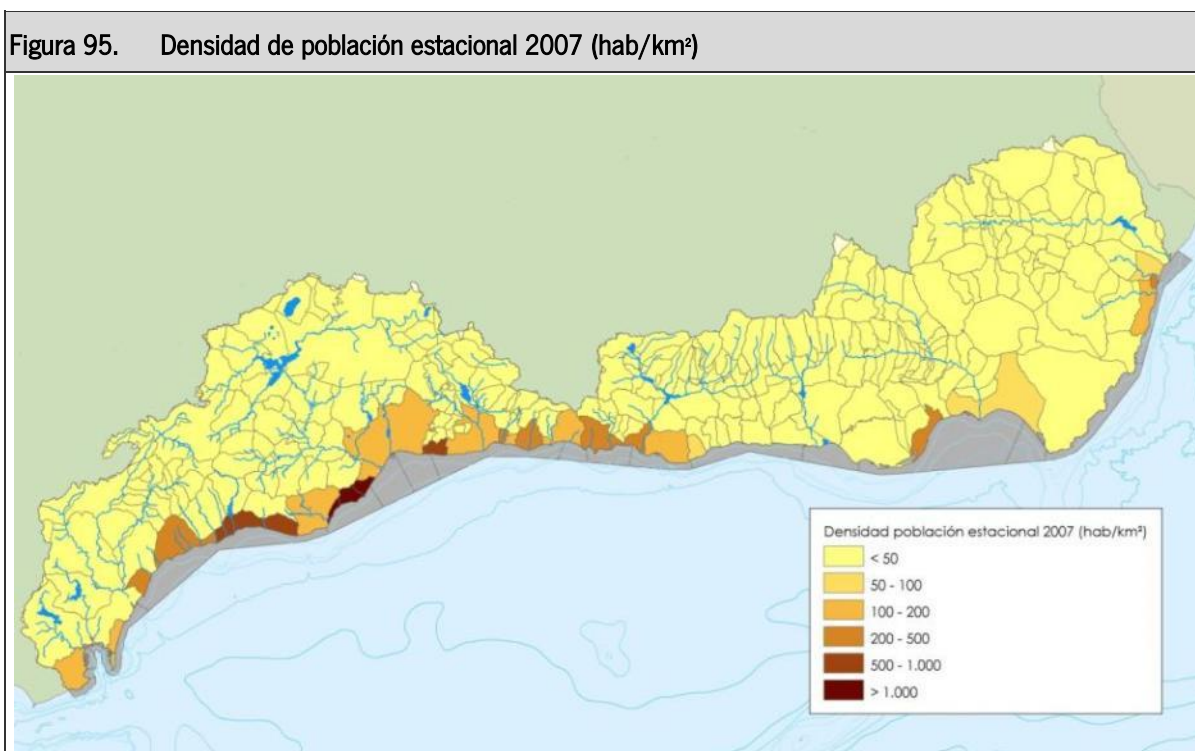 Figura 95. Densidad de población estacional 2007 (hab/km²)
Densidad población estacional 2007 (hab/km²)
< 50
50 - 100
100 - 200
200 - 500
500 - 1.000
> 1.000